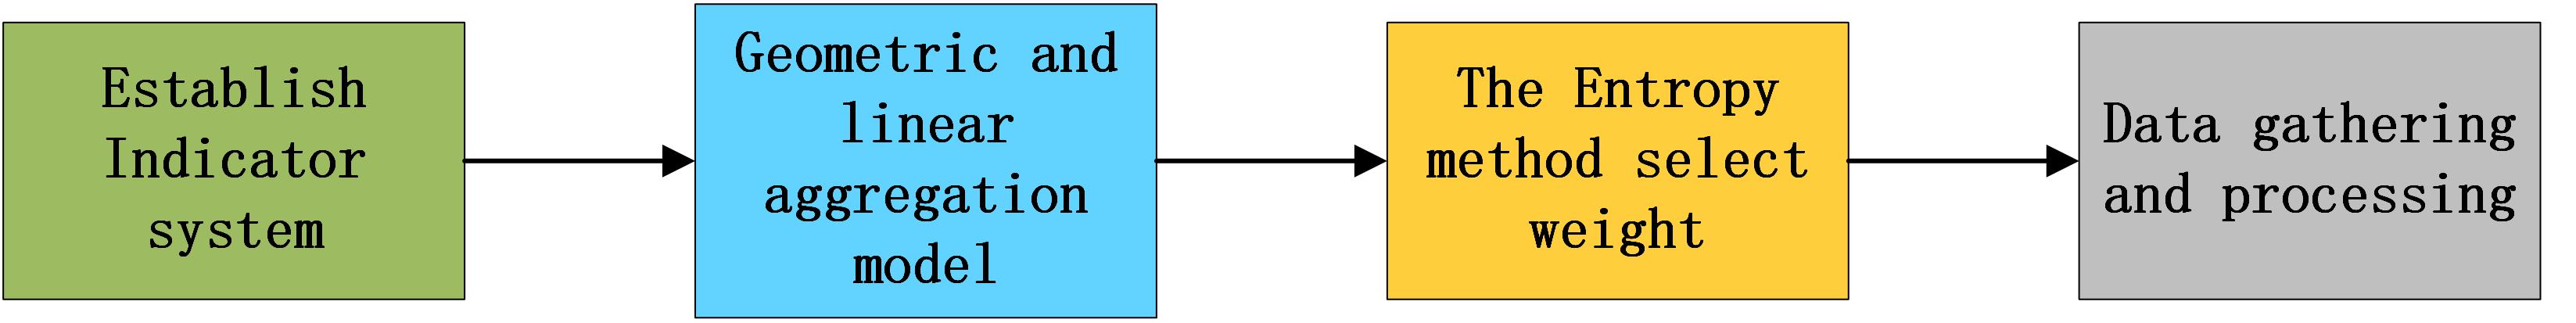 Establish
Indicator
system
Geometric and
linear
aggregation
model
The Entropy
method select
weight
Data gathering
and processing